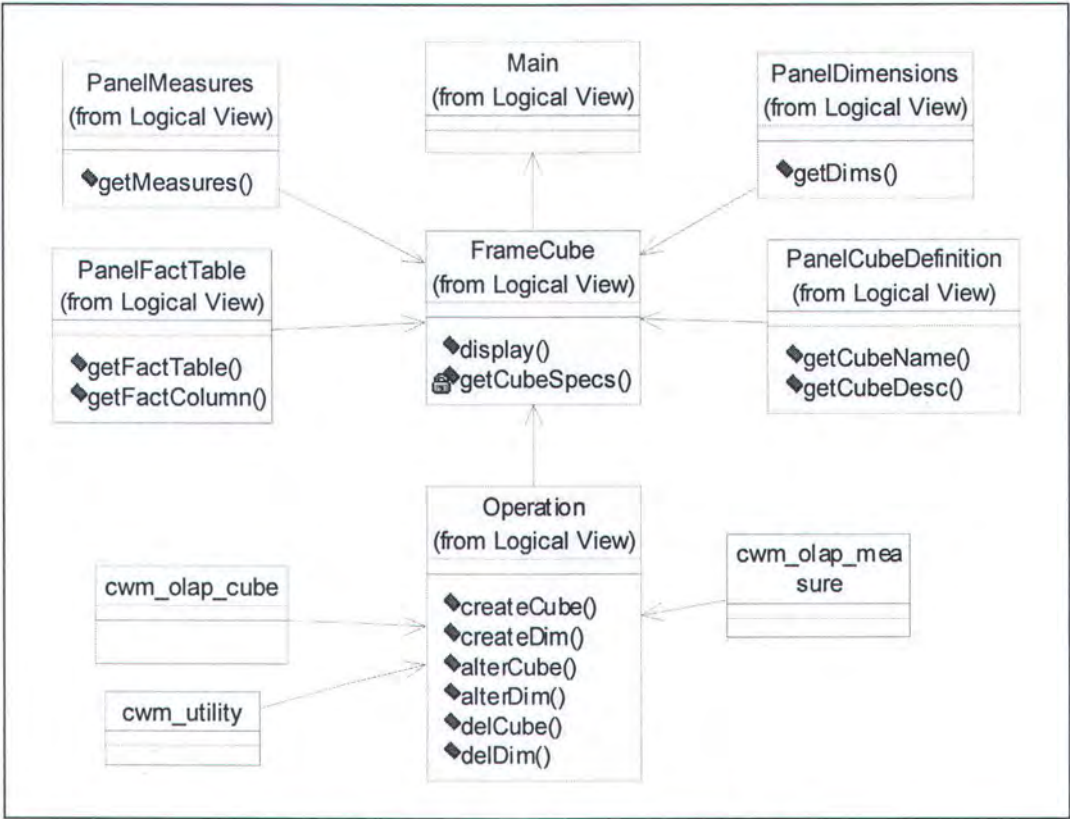 PanelMeasures
(from Logical View)
getMeasures()
Main
(from Logical View)
PanelDimensions
(from Logical View)
getDims()
PanelFactTable
(from Logical View)
getFactTable()
getFactColumn()
FrameCube
(from Logical View)
display()
getCubeSpecs()
PanelCubeDefinition
(from Logical View)
getCubeName()
getCubeDesc()
Operation
(from Logical View)
createCube()
createDim()
alterCube()
alterDim()
delCube()
delDim()
cwm_olap_cube
cwm_utility
cwm_olap_mea
sure